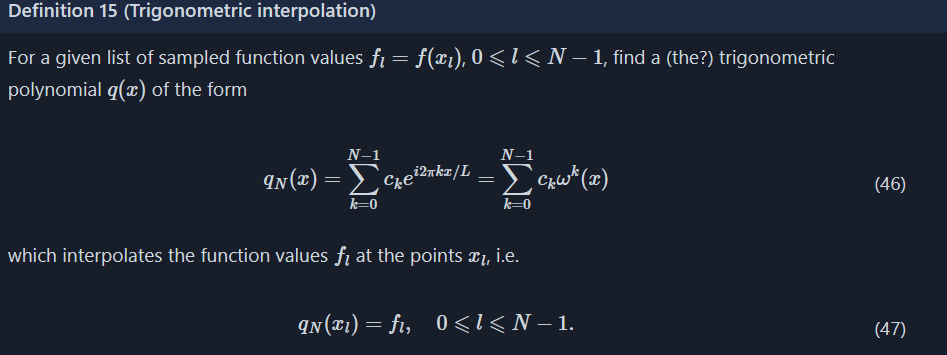 Definition 15 (Trigonometric interpolation)
For a given list of sampled function values f_l = f(x_l), 0 ⩽ l ⩽ N − 1, find a (the?) trigonometric
polynomial q(x) of the form
q_N(x) = ∑_{k=0}^{N−1} c_k e^{i2πkx/L} = ∑_{k=0}^{N−1} c_k ω^k(x) (46)
which interpolates the function values f_l at the points x_l, i.e.
q_N(x_l) = f_l, 0 ⩽ l ⩽ N − 1. (47)